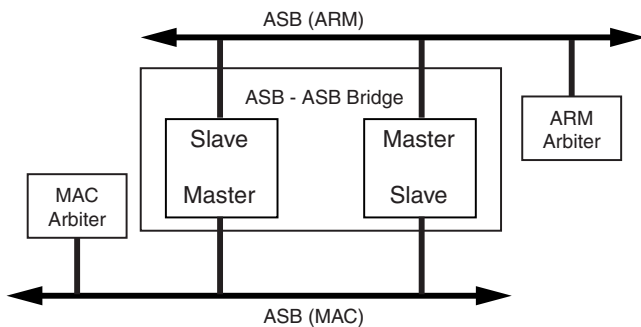 ASB (ARM)
ASB - ASB Bridge
Slave
Master
Master
Slave
ARM
Arbiter
MAC
Arbiter
ASB (MAC)